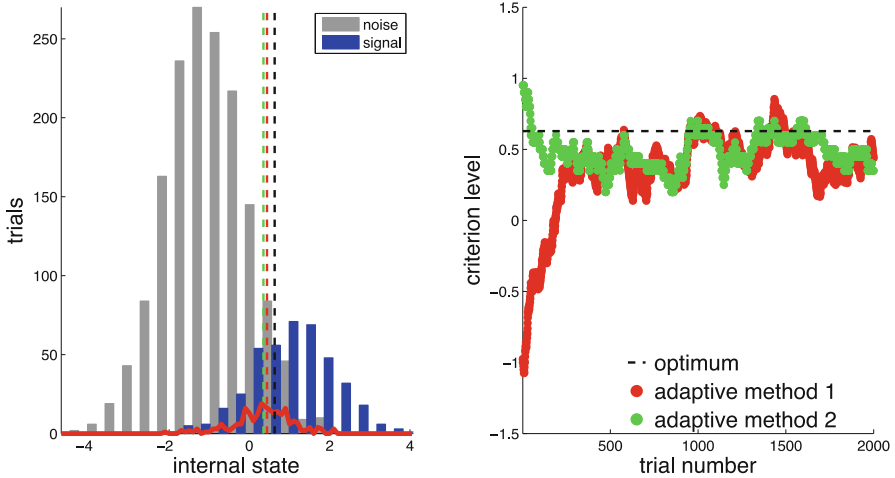 250
200
150
100
50
0
trials
−4
−2
0
2
4
internal state
noise
signal
1.5
1
0.5
0
−0.5
−1
−1.5
criterion level
500
1000
1500
2000
trial number
optimum
adaptive method 1
adaptive method 2